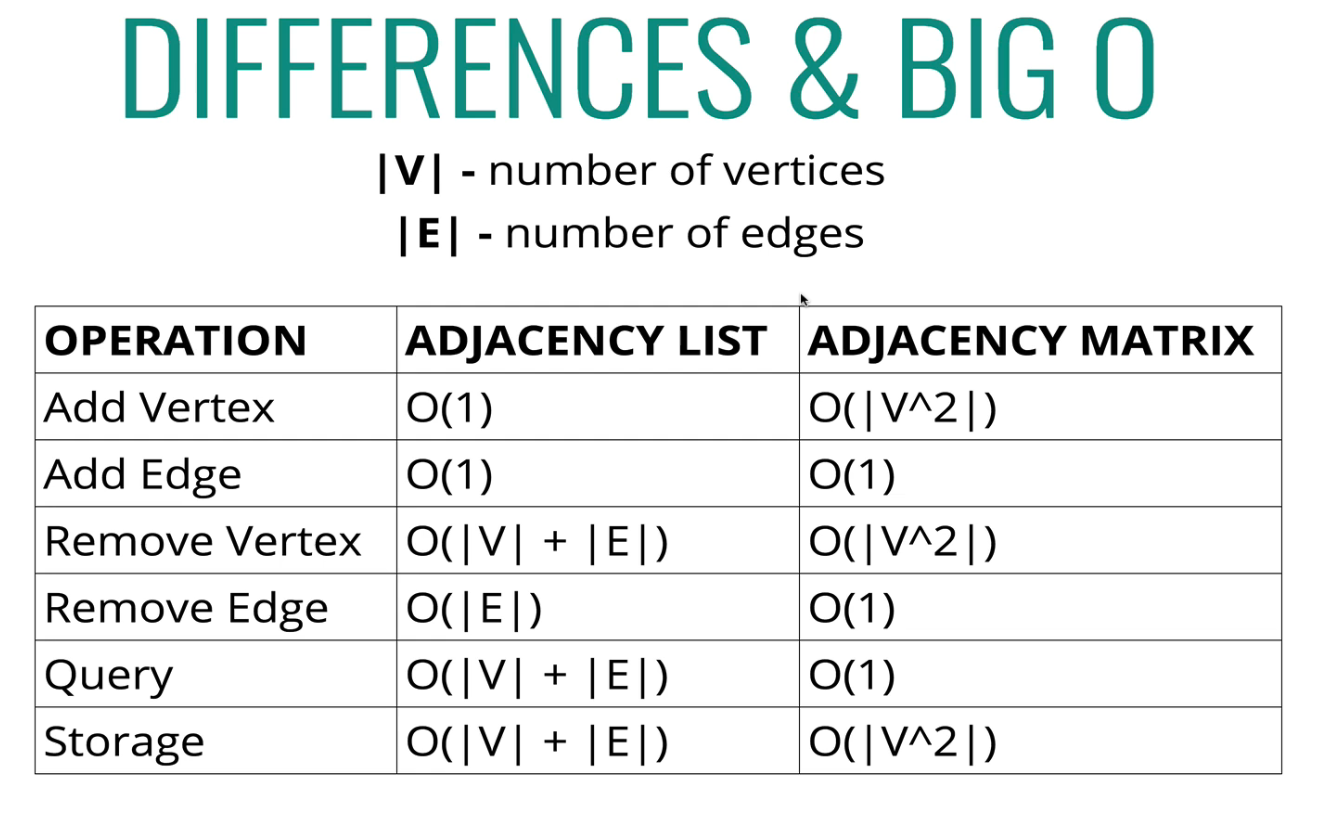 DIFFERENCES & BIG O
|V| - number of vertices
|E| - number of edges
OPERATION ADJACENCY LIST ADJACENCY MATRIX
Add Vertex O(1) O(|V^2|)
Add Edge O(1) O(1)
Remove Vertex O(|V| + |E|) O(|V^2|)
Remove Edge O(|E|) O(1)
Query O(|V| + |E|) O(1)
Storage O(|V| + |E|) O(|V^2|)